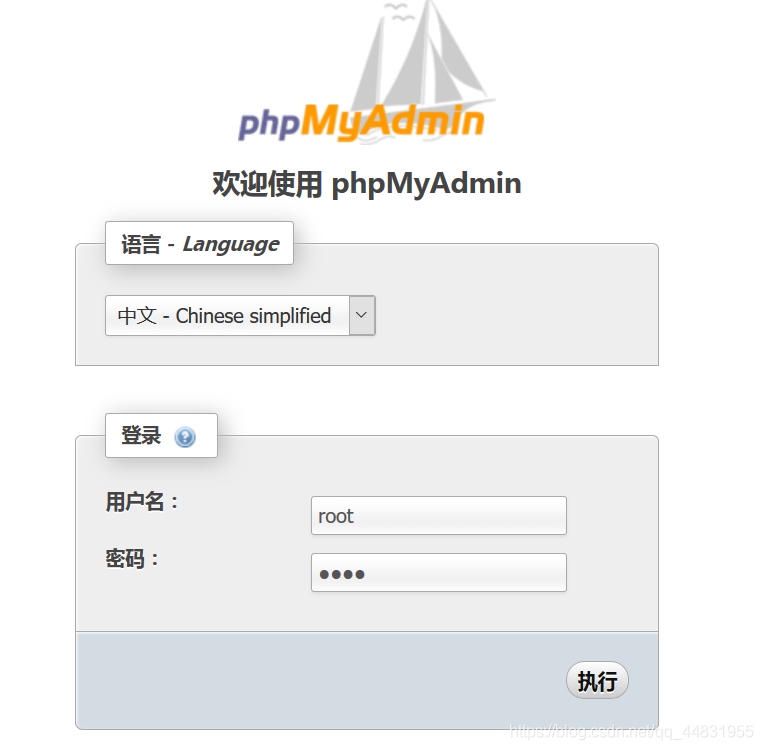 phpMyAdmin
欢迎使用 phpMyAdmin
语言 - Language
中文 - Chinese simplified
登录
用户名：
root
密码：
••••
执行
https://blog.csdn.net/qq_44831955